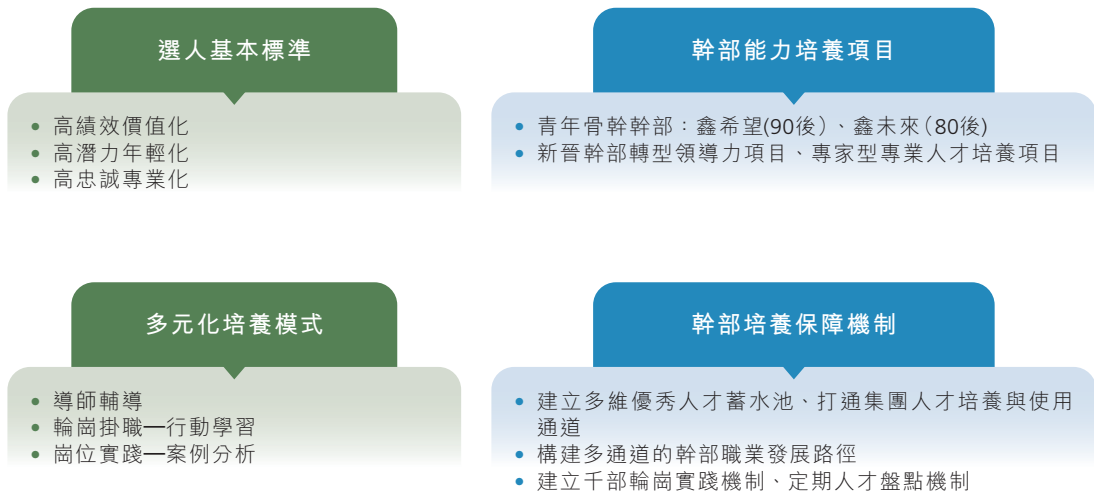 選人基本標準
• 高績效價值化
• 高潛力年輕化
• 高忠誠專業化
幹部能力培養項目
• 青年骨幹幹部：鑫希望(90後）、鑫未來（80後)
• 新晉幹部轉型領導力項目、專家型專業人才培養項目
多元化培養模式
• 導師輔導
• 輪崗掛職—行動學習
• 崗位實踐—案例分析
幹部培養保障機制
• 建立多維優秀人才蓄水池、打通集團人才培養與使用
通道
• 構建多通道的幹部職業發展路徑
• 建立千部輪崗實踐機制、定期人才盤點機制